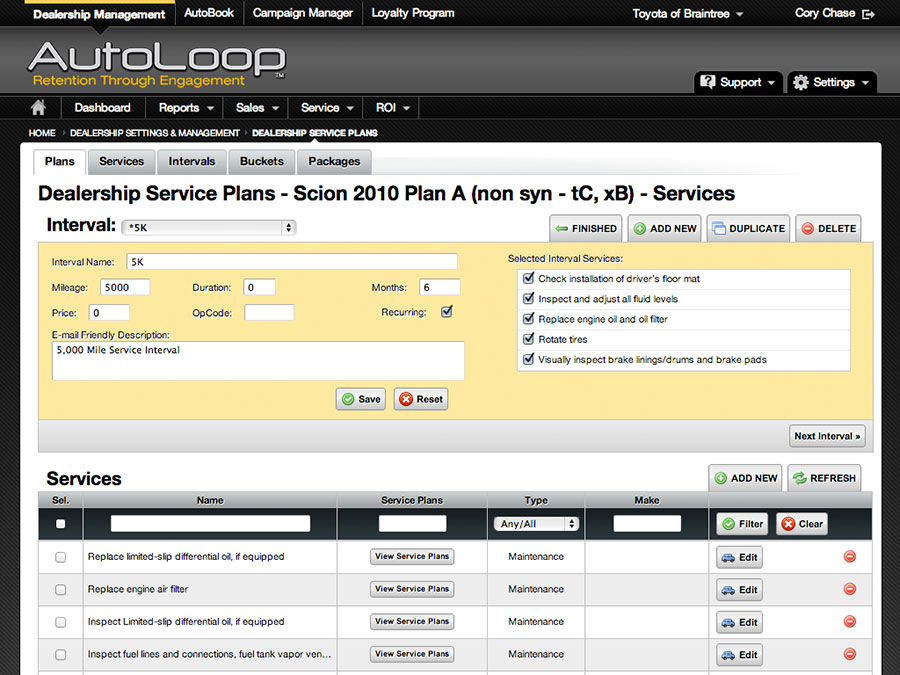 Dealership Management AutoBook Campaign Manager Loyalty Program Toyota of Braintree Cory Chase
AutoLoop™
Retention Through Engagement
Support Settings
Dashboard Reports Sales Service ROI
HOME › DEALERSHIP SETTINGS & MANAGEMENT › DEALERSHIP SERVICE PLANS
Plans Services Intervals Buckets Packages
Dealership Service Plans - Scion 2010 Plan A (non syn - tC, xB) - Services
Interval: *5K FINISHED ADD NEW DUPLICATE DELETE
Interval Name: 5K
Mileage: 5000 Duration: 0 Months: 6
Price: 0 OpCode: Recurring:
E-mail Friendly Description:
5,000 Mile Service Interval
Save Reset
Selected Interval Services:
Check installation of driver's floor mat
Inspect and adjust all fluid levels
Replace engine oil and oil filter
Rotate tires
Visually inspect brake linings/drums and brake pads
Next Interval »
Services ADD NEW REFRESH
Sel. Name Service Plans Type Make
Any/All Filter Clear
Replace limited-slip differential oil, if equipped View Service Plans Maintenance Edit
Replace engine air filter View Service Plans Maintenance Edit
Inspect Limited-slip differential oil, if equipped View Service Plans Maintenance Edit
Inspect fuel lines and connections, fuel tank vapor ven... View Service Plans Maintenance Edit